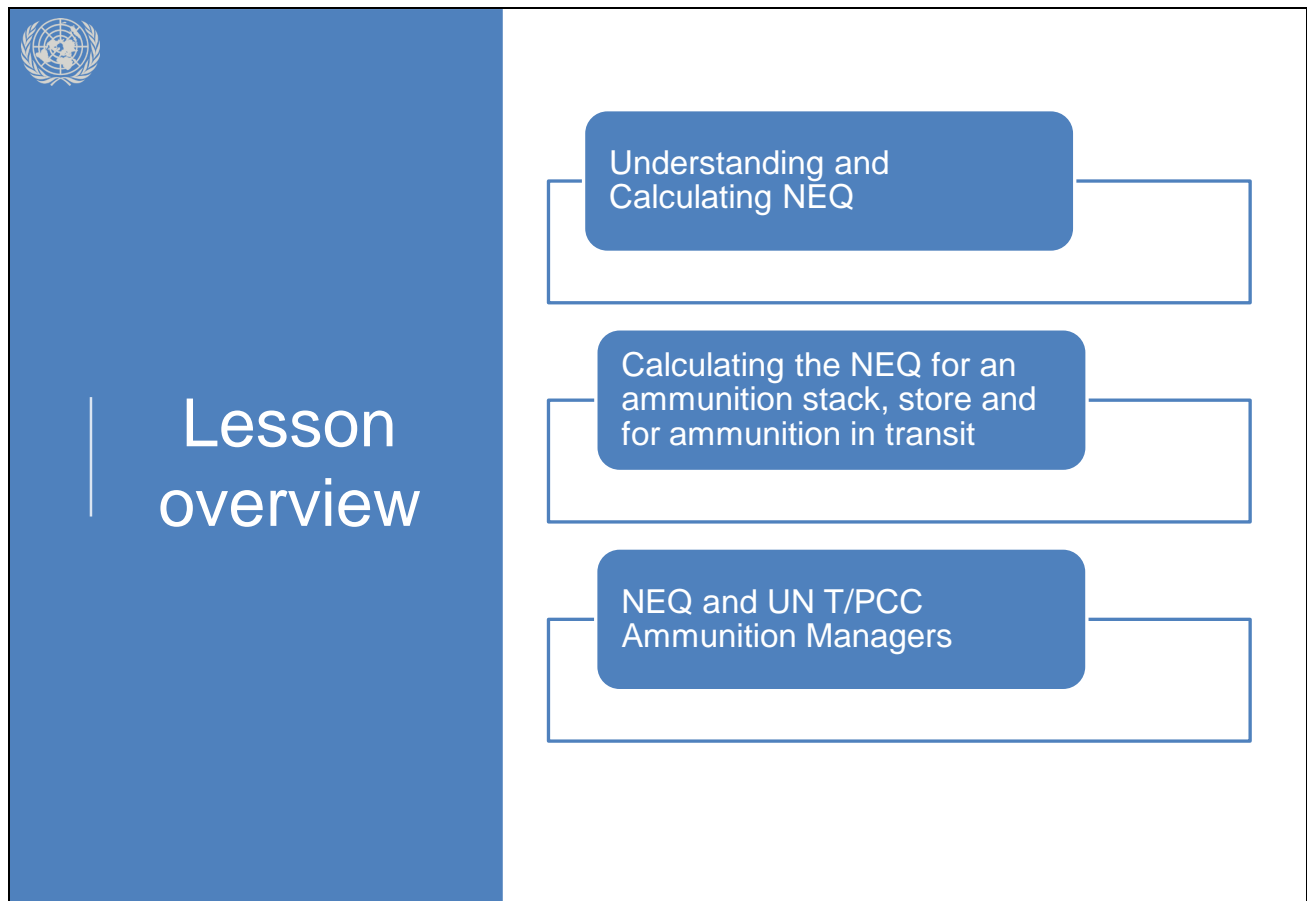 Lesson
overview
Understanding and
Calculating NEQ
Calculating the NEQ for an
ammunition stack, store and
for ammunition in transit
NEQ and UN T/PCC
Ammunition Managers